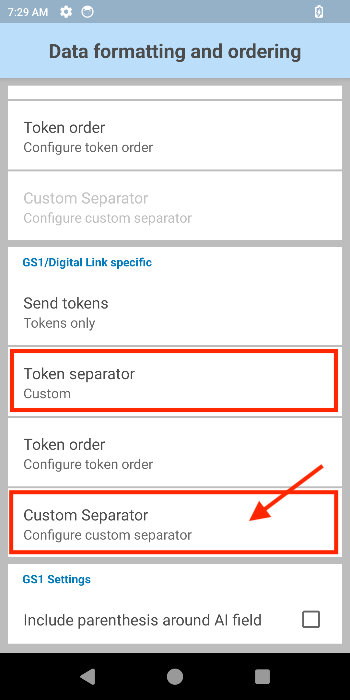 7:29 AM
Data formatting and ordering
Token order
Configure token order
Custom Separator
Configure custom separator
GS1/Digital Link specific
Send tokens
Tokens only
Token separator
Custom
Token order
Configure token order
Custom Separator
Configure custom separator
GS1 Settings
Include parenthesis around AI field